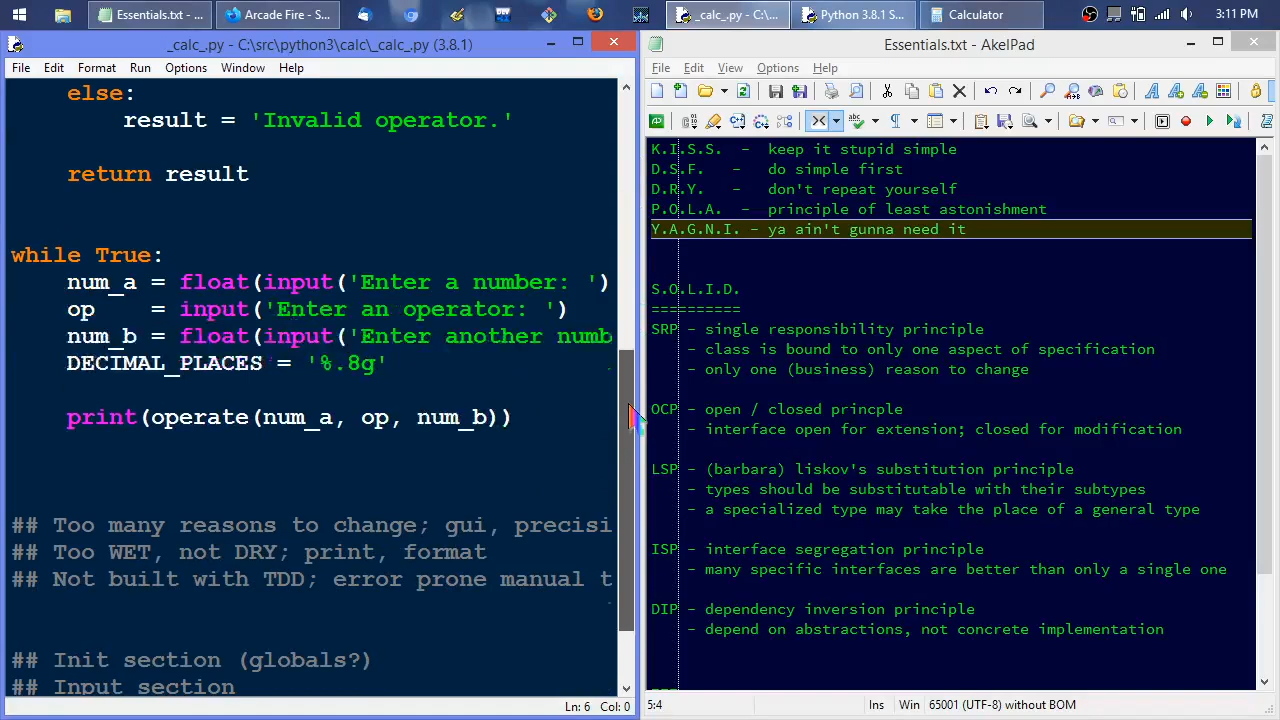 Essentials.txt - ...
Arcade Fire - S...
_calc_.py - C:\...
Python 3.8.1 S...
Calculator
3:11 PM
_calc_.py - C:\src\python3\calc\_calc_.py (3.8.1)
File Edit Format Run Options Window Help
else:
result = 'Invalid operator.'
return result
while True:
num_a = float(input('Enter a number: ')
op = input('Enter an operator: ')
num_b = float(input('Enter another numb
DECIMAL_PLACES = '%.8g'
print(operate(num_a, op, num_b))
## Too many reasons to change; gui, precisi
## Too WET, not DRY; print, format
## Not built with TDD; error prone manual t
## Init section (globals?)
## Input section
Ln: 6 Col: 0
Essentials.txt - AkelPad
File Edit View Options Help
K.I.S.S. - keep it stupid simple
D.S.F. - do simple first
D.R.Y. - don't repeat yourself
P.O.L.A. - principle of least astonishment
Y.A.G.N.I. - ya ain't gunna need it
S.O.L.I.D.
==========
SRP - single responsibility principle
- class is bound to only one aspect of specification
- only one (business) reason to change
OCP - open / closed princple
- interface open for extension; closed for modification
LSP - (barbara) liskov's substitution principle
- types should be substitutable with their subtypes
- a specialized type may take the place of a general type
ISP - interface segregation principle
- many specific interfaces are better than only a single one
DIP - dependency inversion principle
- depend on abstractions, not concrete implementation
===
5:4 Ins Win 65001 (UTF-8) without BOM